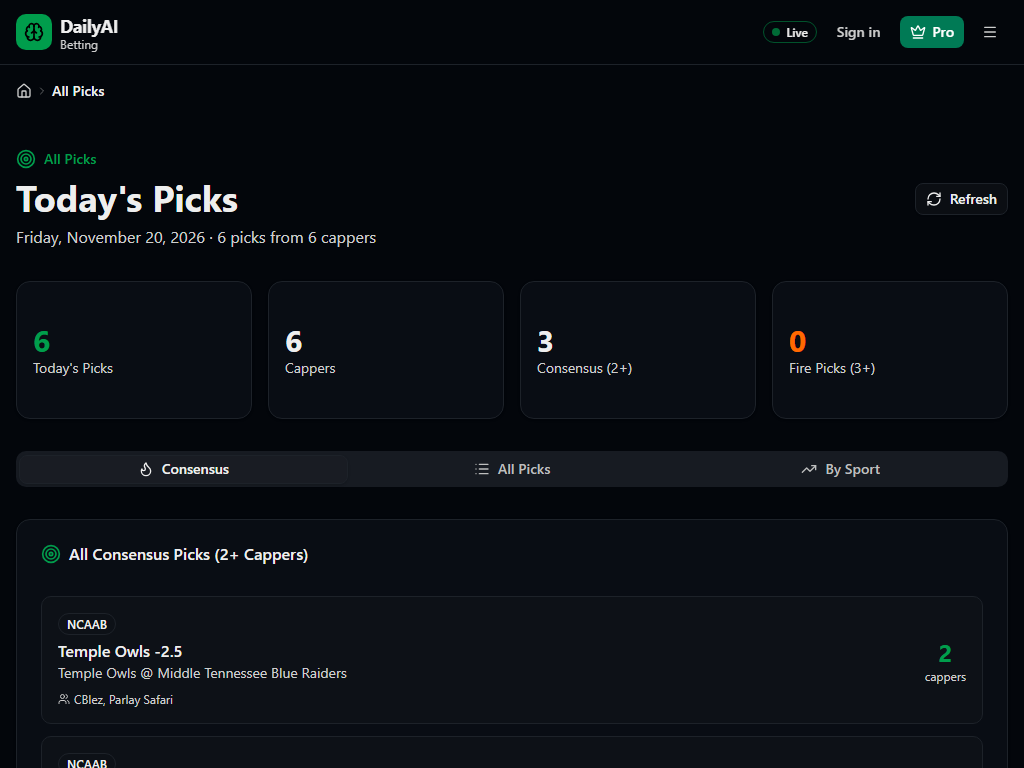 DailyAI
Betting
Live
Sign in
Pro
All Picks
All Picks
Today's Picks
Refresh
Friday, November 20, 2026 · 6 picks from 6 cappers
6
Today's Picks
6
Cappers
3
Consensus (2+)
0
Fire Picks (3+)
Consensus
All Picks
By Sport
All Consensus Picks (2+ Cappers)
NCAAB
Temple Owls -2.5
Temple Owls @ Middle Tennessee Blue Raiders
CBlez, Parlay Safari
2
cappers
NCAAB